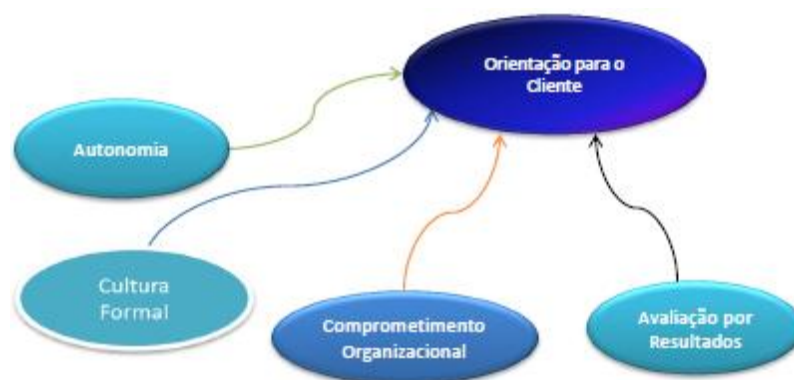 Orientação para o
Cliente
Autonomia
Cultura
Formal
Comprometimento
Organizacional
Avaliação por
Resultados